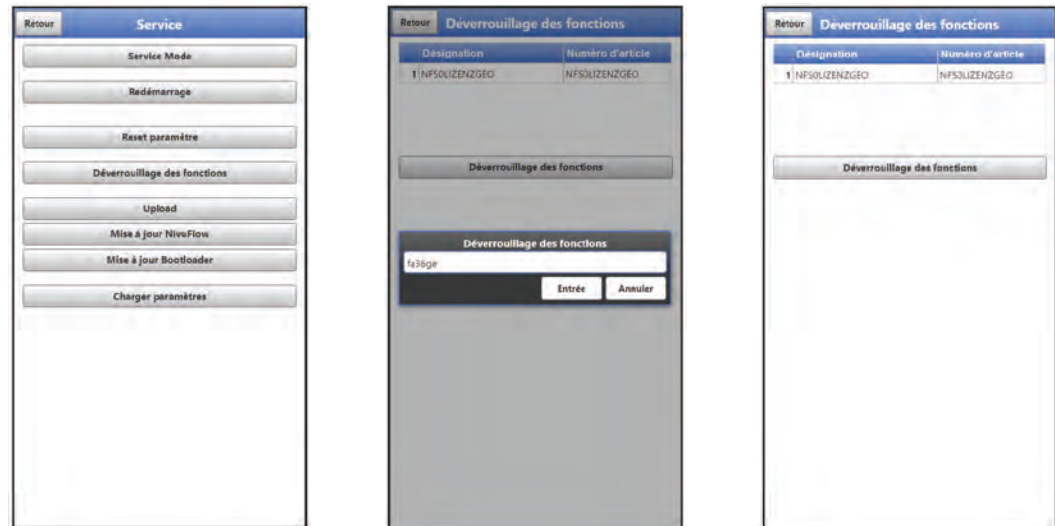 Retour Service
Service Mode
Redémarrage
Reset paramètre
Déverrouillage des fonctions
Upload
Mise à jour NivuFlow
Mise à jour Bootloader
Charger paramètres
Retour Déverrouillage des fonctions
Désignation Numéro d'article
1 NFS0LIZENZGEO NFS0LIZENZGEO
Déverrouillage des fonctions
Déverrouillage des fonctions
fa36ge
Entrée Annuler
Retour Déverrouillage des fonctions
Désignation Numéro d'article
1 NFS0LIZENZGEO NFS0LIZENZGEO
Déverrouillage des fonctions